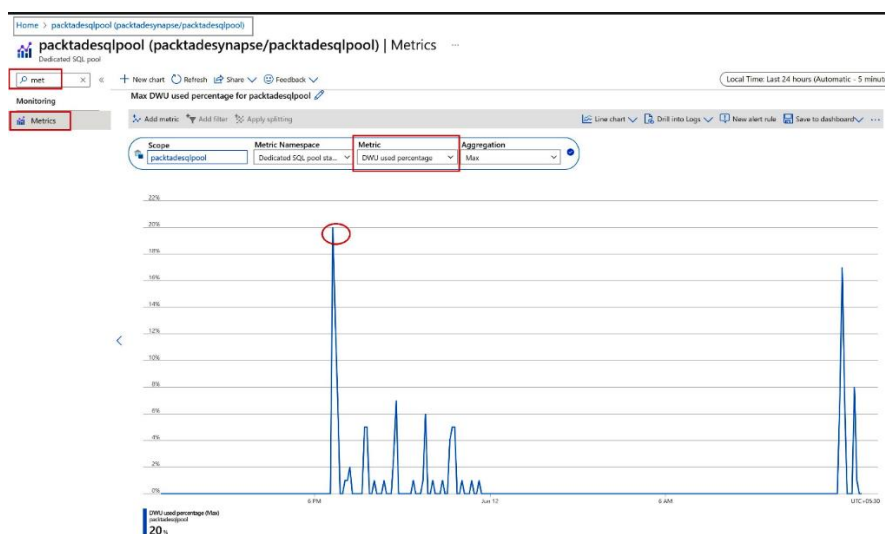 Home > packtadesqlpool (packtadesynapse/packtadesqlpool)
packtadesqlpool (packtadesynapse/packtadesqlpool) | Metrics ...
Dedicated SQL pool
met × «
New chart Refresh Share Feedback
Local Time: Last 24 hours (Automatic - 5 minut
Monitoring
Metrics
Max DWU used percentage for packtadesqlpool
Add metric Add filter Apply splitting
Line chart Drill into Logs New alert rule Save to dashboard ...
Scope Metric Namespace Metric Aggregation
packtadesqlpool Dedicated SQL pool sta... DWU used percentage Max
22%
20%
18%
16%
14%
12%
10%
8%
6%
4%
2%
0%
6 PM Jun 12 6 AM UTC+05:30
DWU used percentage (Max)
packtadesqlpool
20%